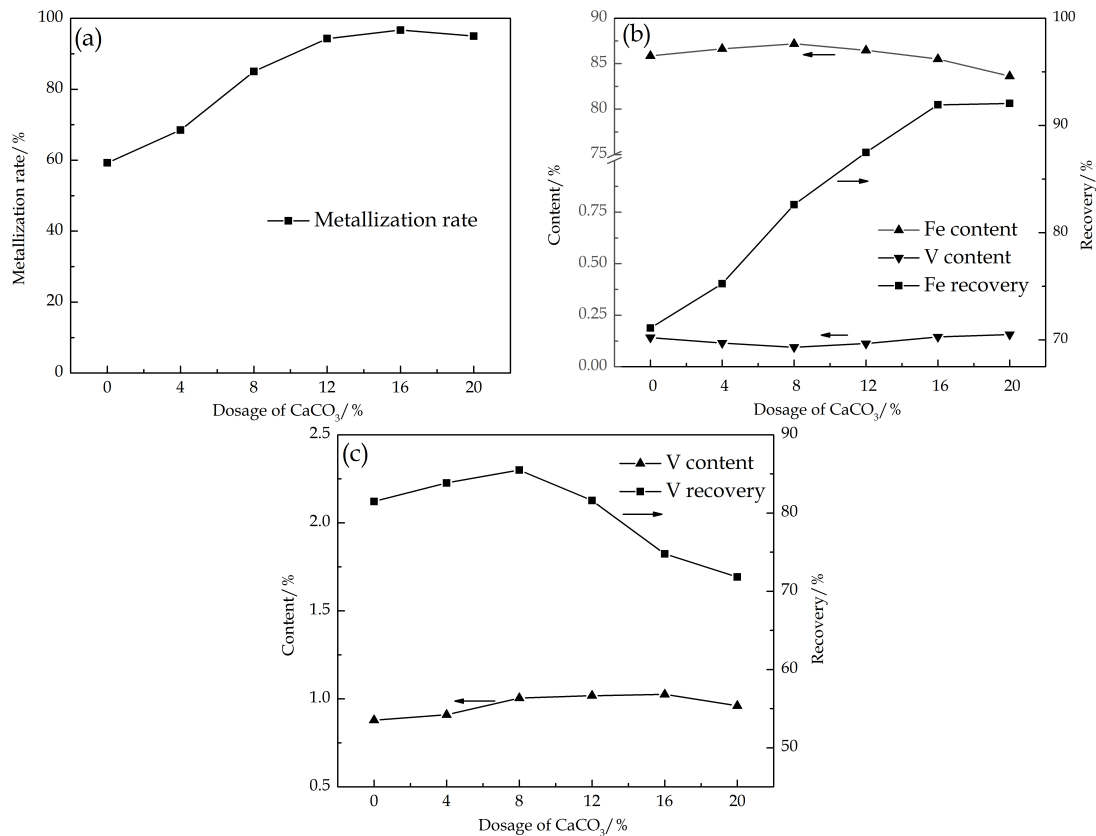 (a)
100
80
60
40
20
0
Metallization rate/%
Metallization rate
0 4 8 12 16 20
Dosage of CaCO₃/%
(b)
90
85
80
75
0.75
0.50
0.25
0.00
Content/%
100
90
80
70
Recovery/%
Fe content
V content
Fe recovery
0 4 8 12 16 20
Dosage of CaCO₃/%
(c)
2.5
2.0
1.5
1.0
0.5
Content/%
90
80
70
60
50
Recovery/%
V content
V recovery
0 4 8 12 16 20
Dosage of CaCO₃/%